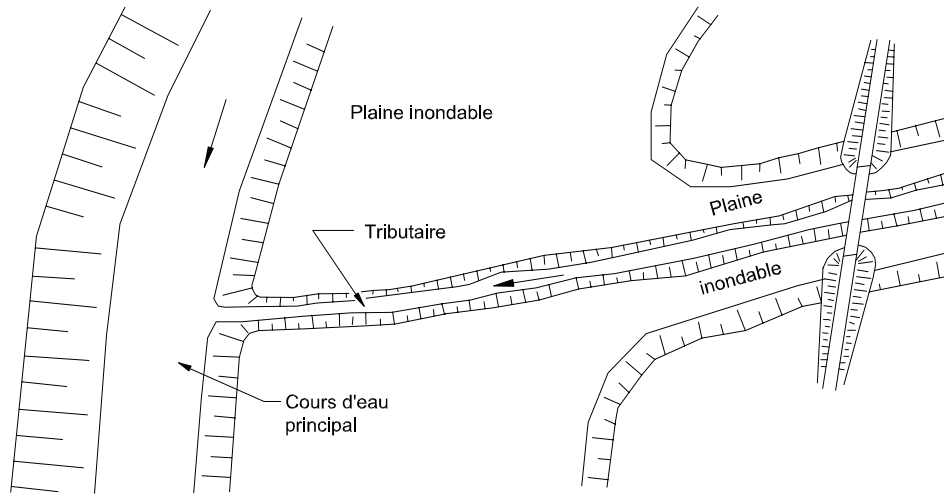 Plaine inondable
Plaine
Tributaire
inondable
Cours d'eau
principal